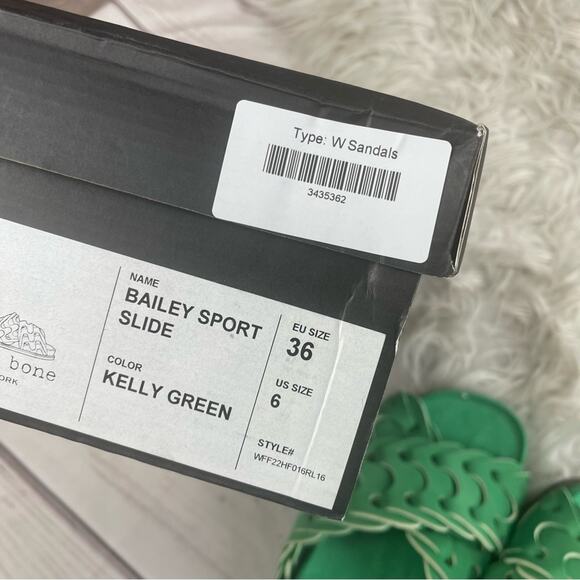 Type: W Sandals
3435362
NAME
BAILEY SPORT
SLIDE
COLOR
KELLY GREEN
EU SIZE
36
US SIZE
6
STYLE#
WFF22HF016RL16
bone